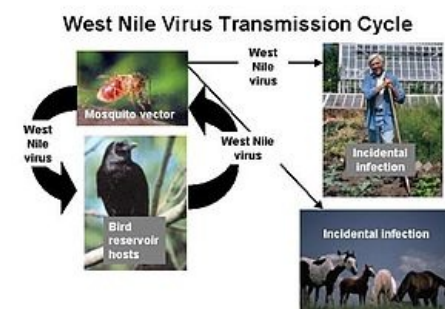 West Nile Virus Transmission Cycle
West
Nile
virus
Mosquito vector
West
Nile
virus
West Nile
virus
Bird
reservoir
hosts
Incidental
infection
Incidental infection